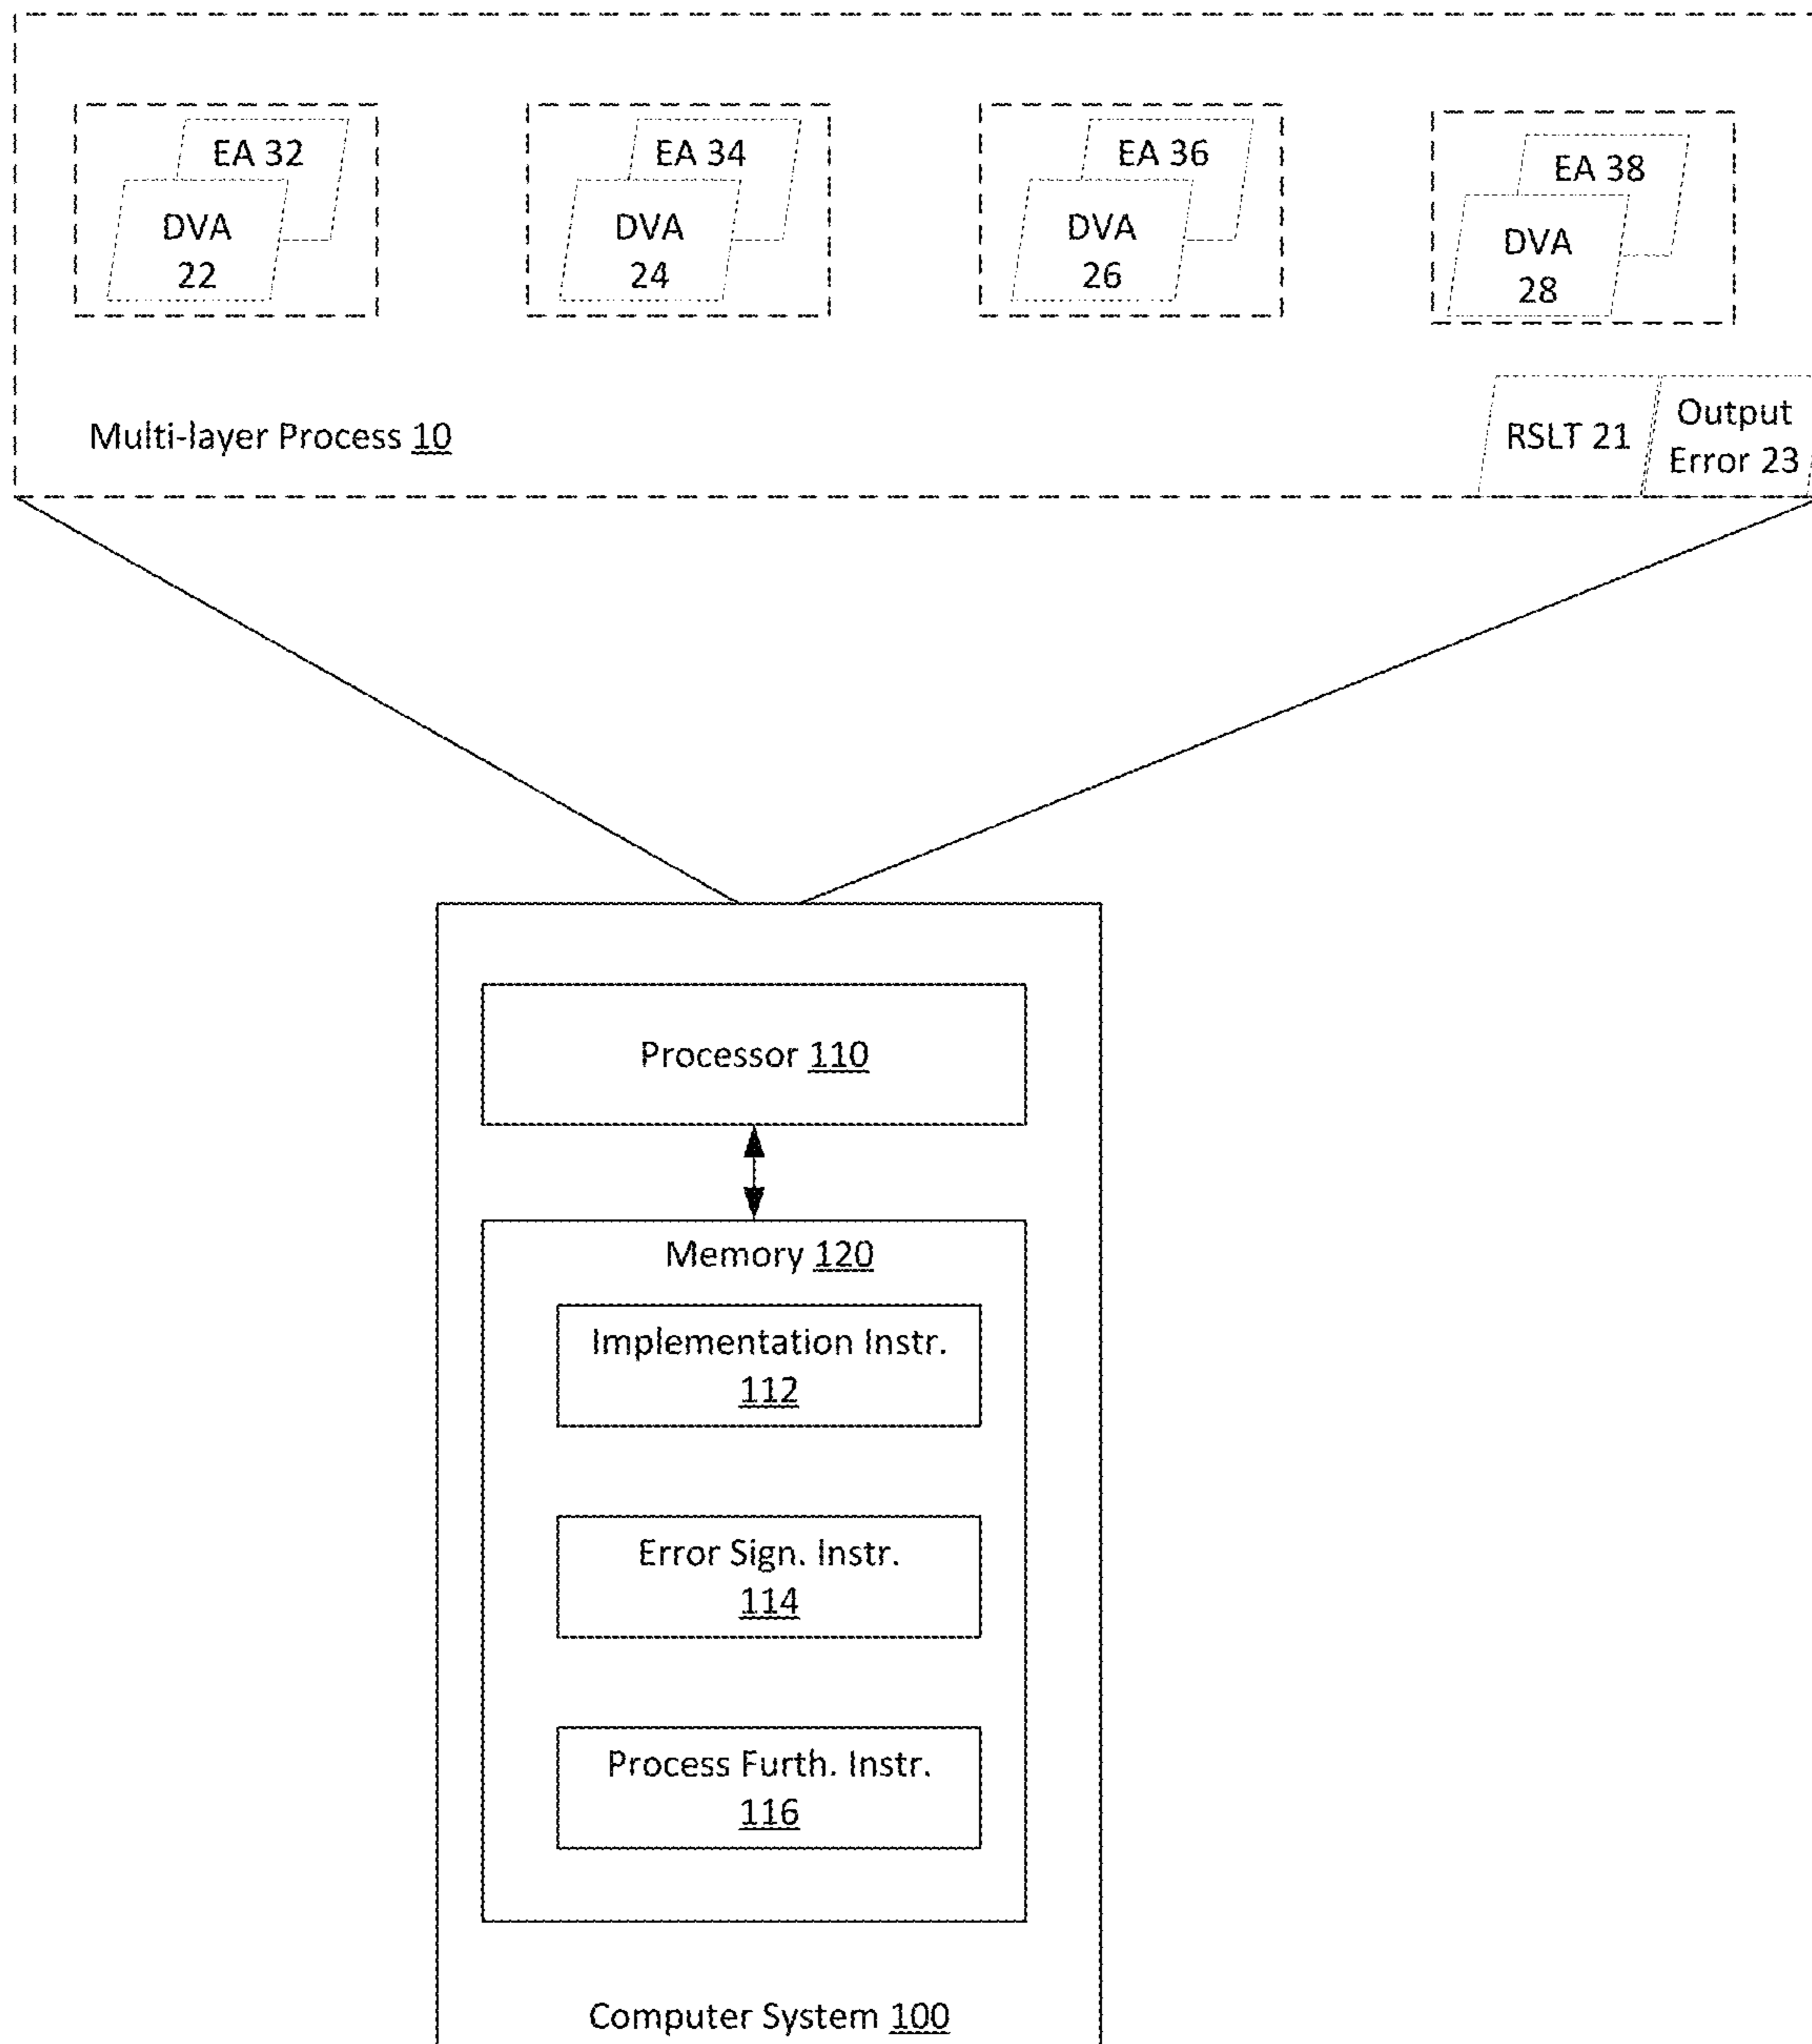 EA 32
DVA
22
EA 34
DVA
24
EA 36
DVA
26
EA 38
DVA
28
Multi-layer Process 10
RSLT 21
Output
Error 23
Processor 110
Memory 120
Implementation Instr.
112
Error Sign. Instr.
114
Process Furth. Instr.
116
Computer System 100